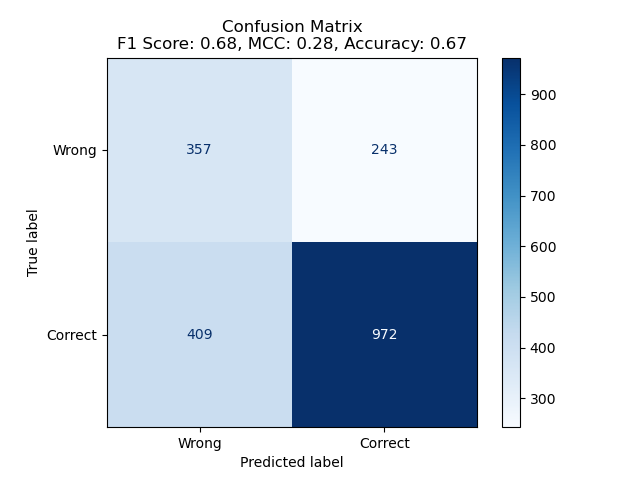 Confusion Matrix
F1 Score: 0.68, MCC: 0.28, Accuracy: 0.67
Wrong
357
243
Correct
409
972
Wrong
Correct
True label
Predicted label
900
800
700
600
500
400
300